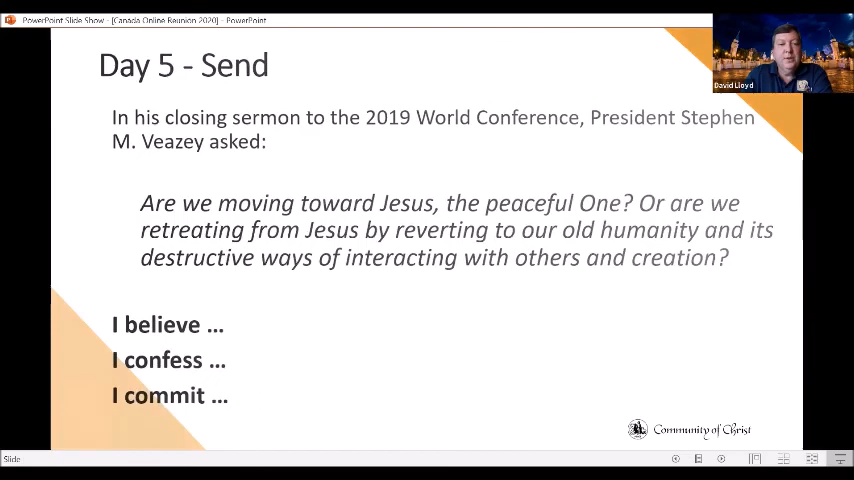 PowerPoint Slide Show - [Canada Online Reunion 2020] - PowerPoint
David Lloyd
Day 5 - Send
In his closing sermon to the 2019 World Conference, President Stephen
M. Veazey asked:
Are we moving toward Jesus, the peaceful One? Or are we
retreating from Jesus by reverting to our old humanity and its
destructive ways of interacting with others and creation?
I believe ...
I confess ...
I commit ...
Community of Christ
Slide